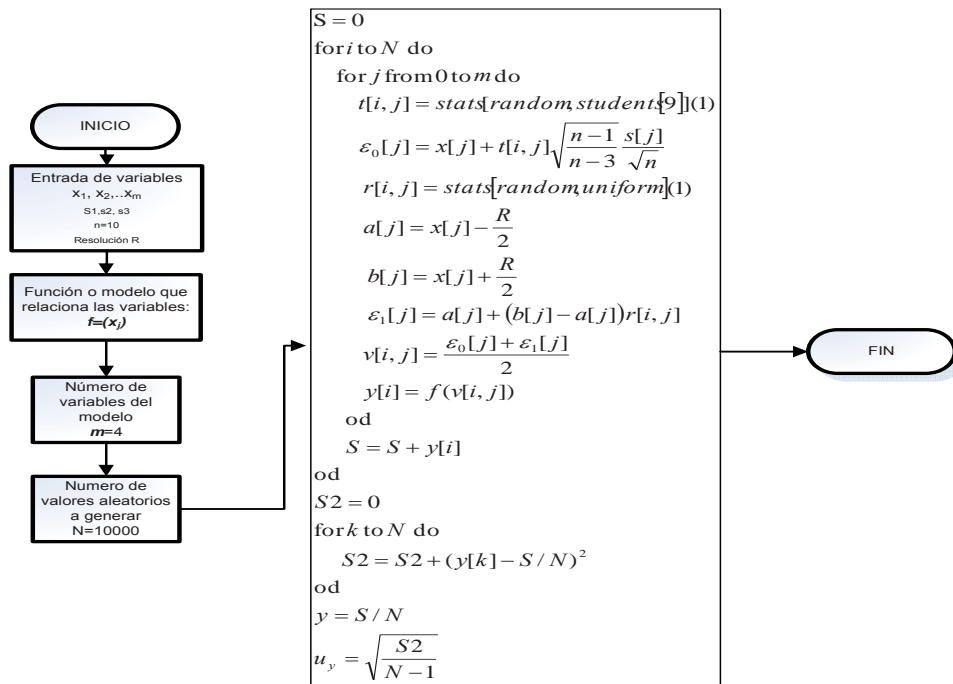 INICIO
Entrada de variables
x₁, x₂,..xₘ
S1,s2, s3
n=10
Resolución R
Función o modelo que
relaciona las variables:
f=(xⱼ)
Número de
variables del
modelo
m=4
Numero de
valores aleatorios
a generar
N=10000
S = 0
for i to N do
for j from 0 to m do
t[i, j] = stats[random, students[9]](1)
ε₀[j] = x[j] + t[i, j] √((n − 1)/(n − 3)) s[j]/√n
r[i, j] = stats[random, uniform](1)
a[j] = x[j] − R/2
b[j] = x[j] + R/2
ε₁[j] = a[j] + (b[j] − a[j])r[i, j]
v[i, j] = (ε₀[j] + ε₁[j])/2
y[i] = f(v[i, j])
od
S = S + y[i]
od
S2 = 0
for k to N do
S2 = S2 + (y[k] − S / N)²
od
y = S / N
u_y = √(S2/(N − 1))
FIN